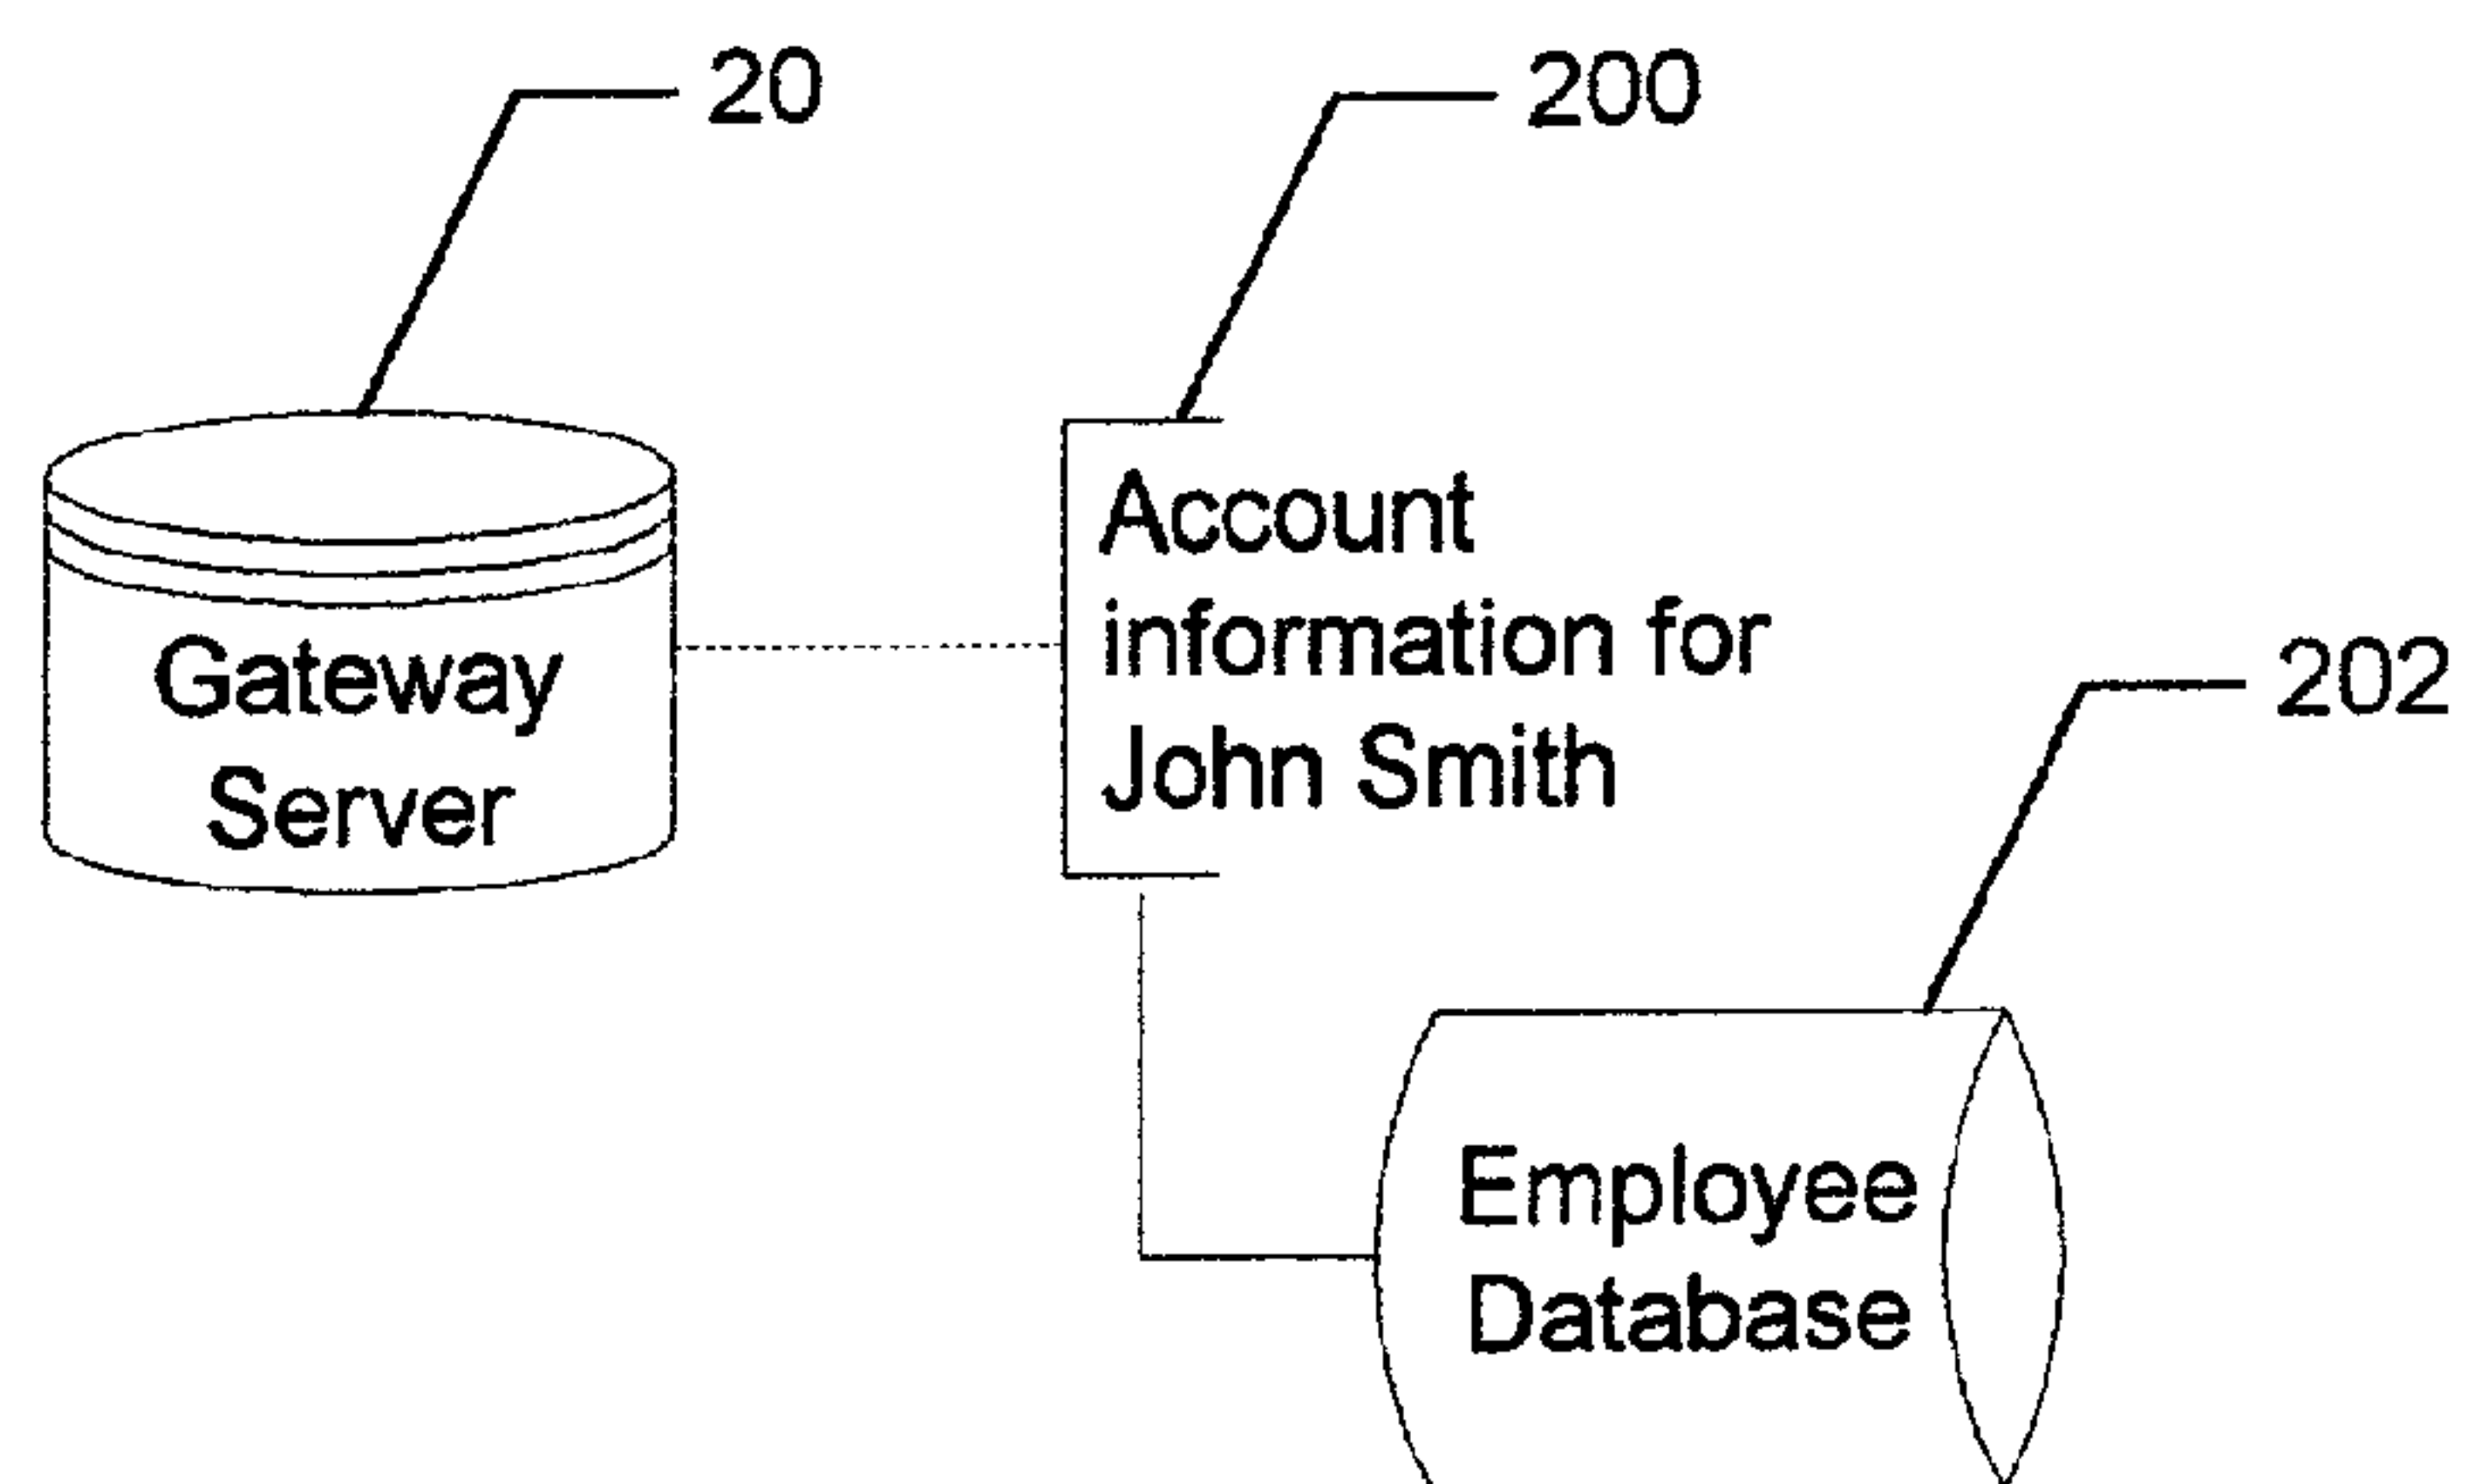 20
200
Account
information for
John Smith
Gateway
Server
202
Employee
Database